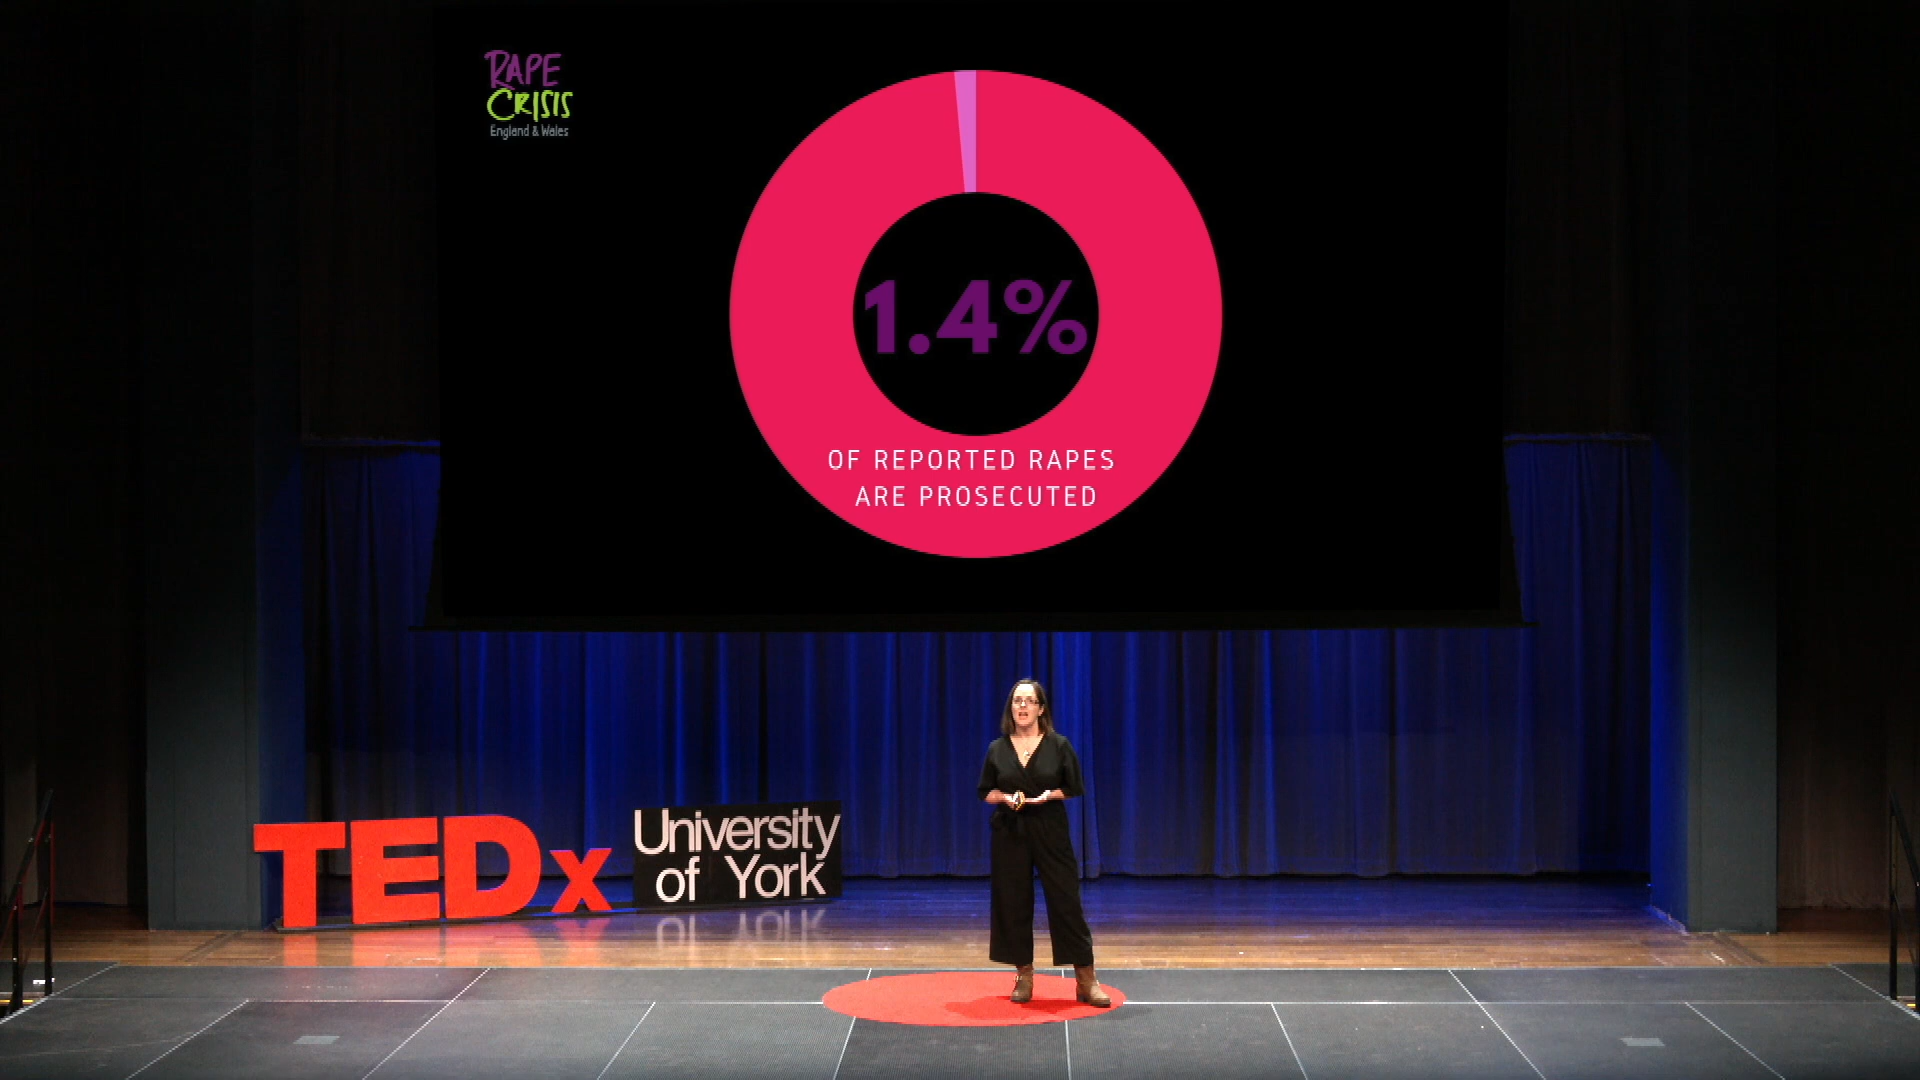 RAPE
CRISIS
England & Wales
1.4%
OF REPORTED RAPES
ARE PROSECUTED
TEDx
University
of York